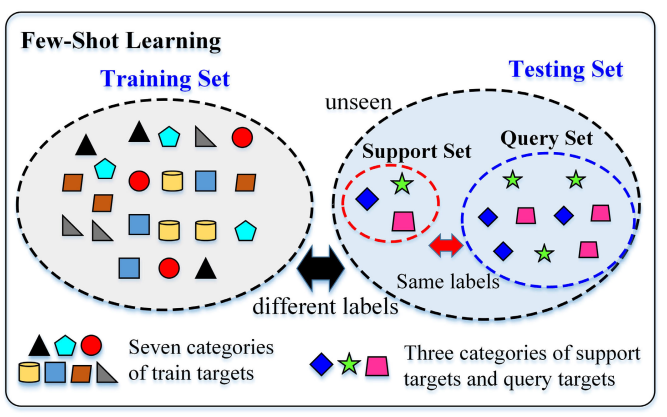 Few-Shot Learning
Training Set
Testing Set
unseen
Support Set
Query Set
Same labels
different labels
Seven categories
of train targets
Three categories of support
targets and query targets